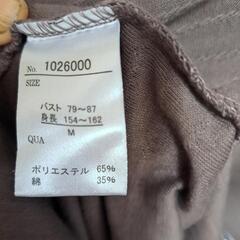 No. 1026000
SIZE
バスト 79～87
身長 154～162
QUA M
ポリエステル 65%
綿 35%